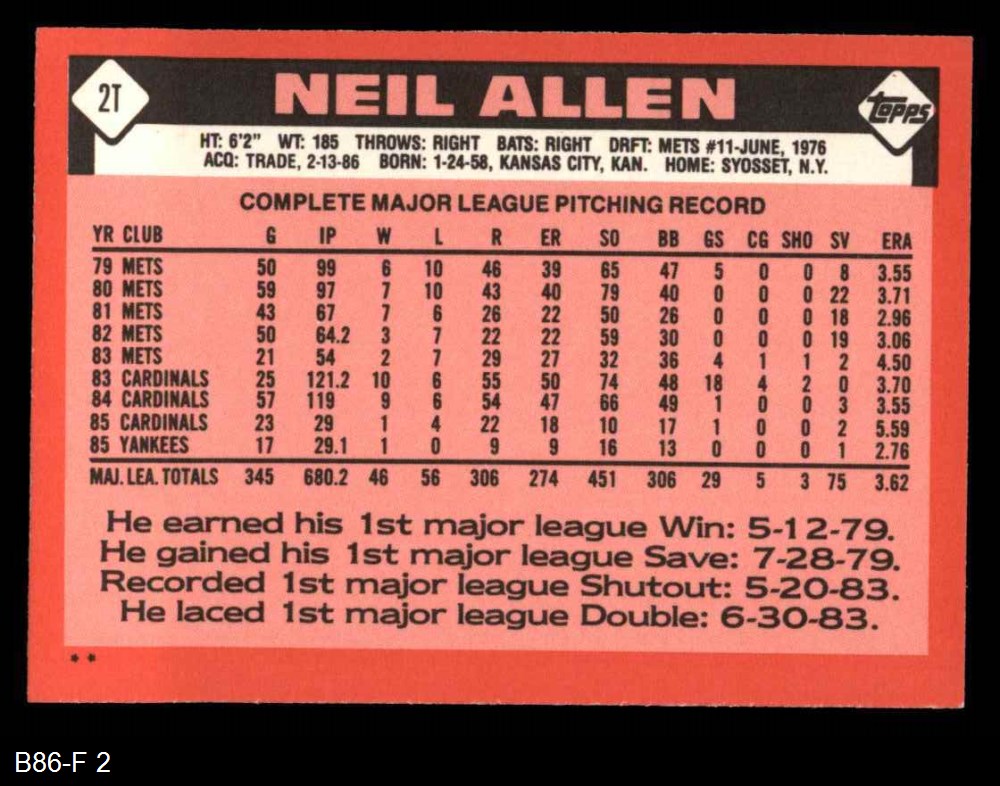 2T
NEIL ALLEN
TOPPS
HT: 6'2" WT: 185 THROWS: RIGHT BATS: RIGHT DRFT: METS #11-JUNE, 1976
ACQ: TRADE, 2-13-86 BORN: 1-24-58, KANSAS CITY, KAN. HOME: SYOSSET, N.Y.
COMPLETE MAJOR LEAGUE PITCHING RECORD
YR CLUB G IP W L R ER SO BB GS CG SHO SV ERA
79 METS 50 99 6 10 46 39 65 47 5 0 0 8 3.55
80 METS 59 97 7 10 43 40 79 40 0 0 0 22 3.71
81 METS 43 67 7 6 26 22 50 26 0 0 0 18 2.96
82 METS 50 64.2 3 7 22 22 59 30 0 0 0 19 3.06
83 METS 21 54 2 7 29 27 32 36 4 1 1 2 4.50
83 CARDINALS 25 121.2 10 6 55 50 74 48 18 4 2 0 3.70
84 CARDINALS 57 119 9 6 54 47 66 49 1 0 0 3 3.55
85 CARDINALS 23 29 1 4 22 18 10 17 1 0 0 2 5.59
85 YANKEES 17 29.1 1 0 9 9 16 13 0 0 0 1 2.76
MAJ. LEA. TOTALS 345 680.2 46 56 306 274 451 306 29 5 3 75 3.62
He earned his 1st major league Win: 5-12-79.
He gained his 1st major league Save: 7-28-79.
Recorded 1st major league Shutout: 5-20-83.
He laced 1st major league Double: 6-30-83.
* *
B86-F 2